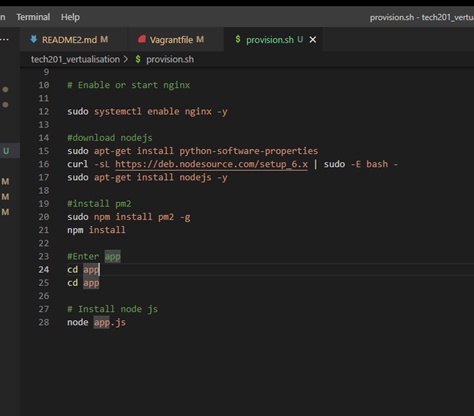 n Terminal Help provision.sh - tech201_vertu
README2.md M Vagrantfile M $ provision.sh U ×
tech201_vertualisation > $ provision.sh
9
10 # Enable or start nginx
11
12 sudo systemctl enable nginx -y
13
14 #download nodejs
15 sudo apt-get install python-software-properties
16 curl -sL https://deb.nodesource.com/setup_6.x | sudo -E bash -
17 sudo apt-get install nodejs -y
18
19 #install pm2
20 sudo npm install pm2 -g
21 npm install
22
23 #Enter app
24 cd app
25 cd app
26
27 # Install node js
28 node app.js
U
M
M
M